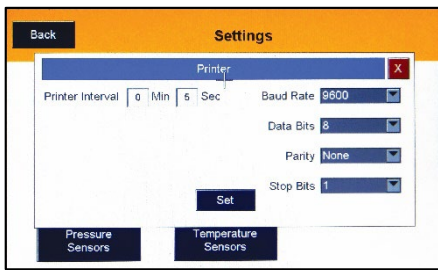 Back
Settings
Printer
X
Printer Interval 0 Min 5 Sec
Baud Rate 9600
Data Bits 8
Parity None
Stop Bits 1
Set
Pressure
Sensors
Temperature
Sensors